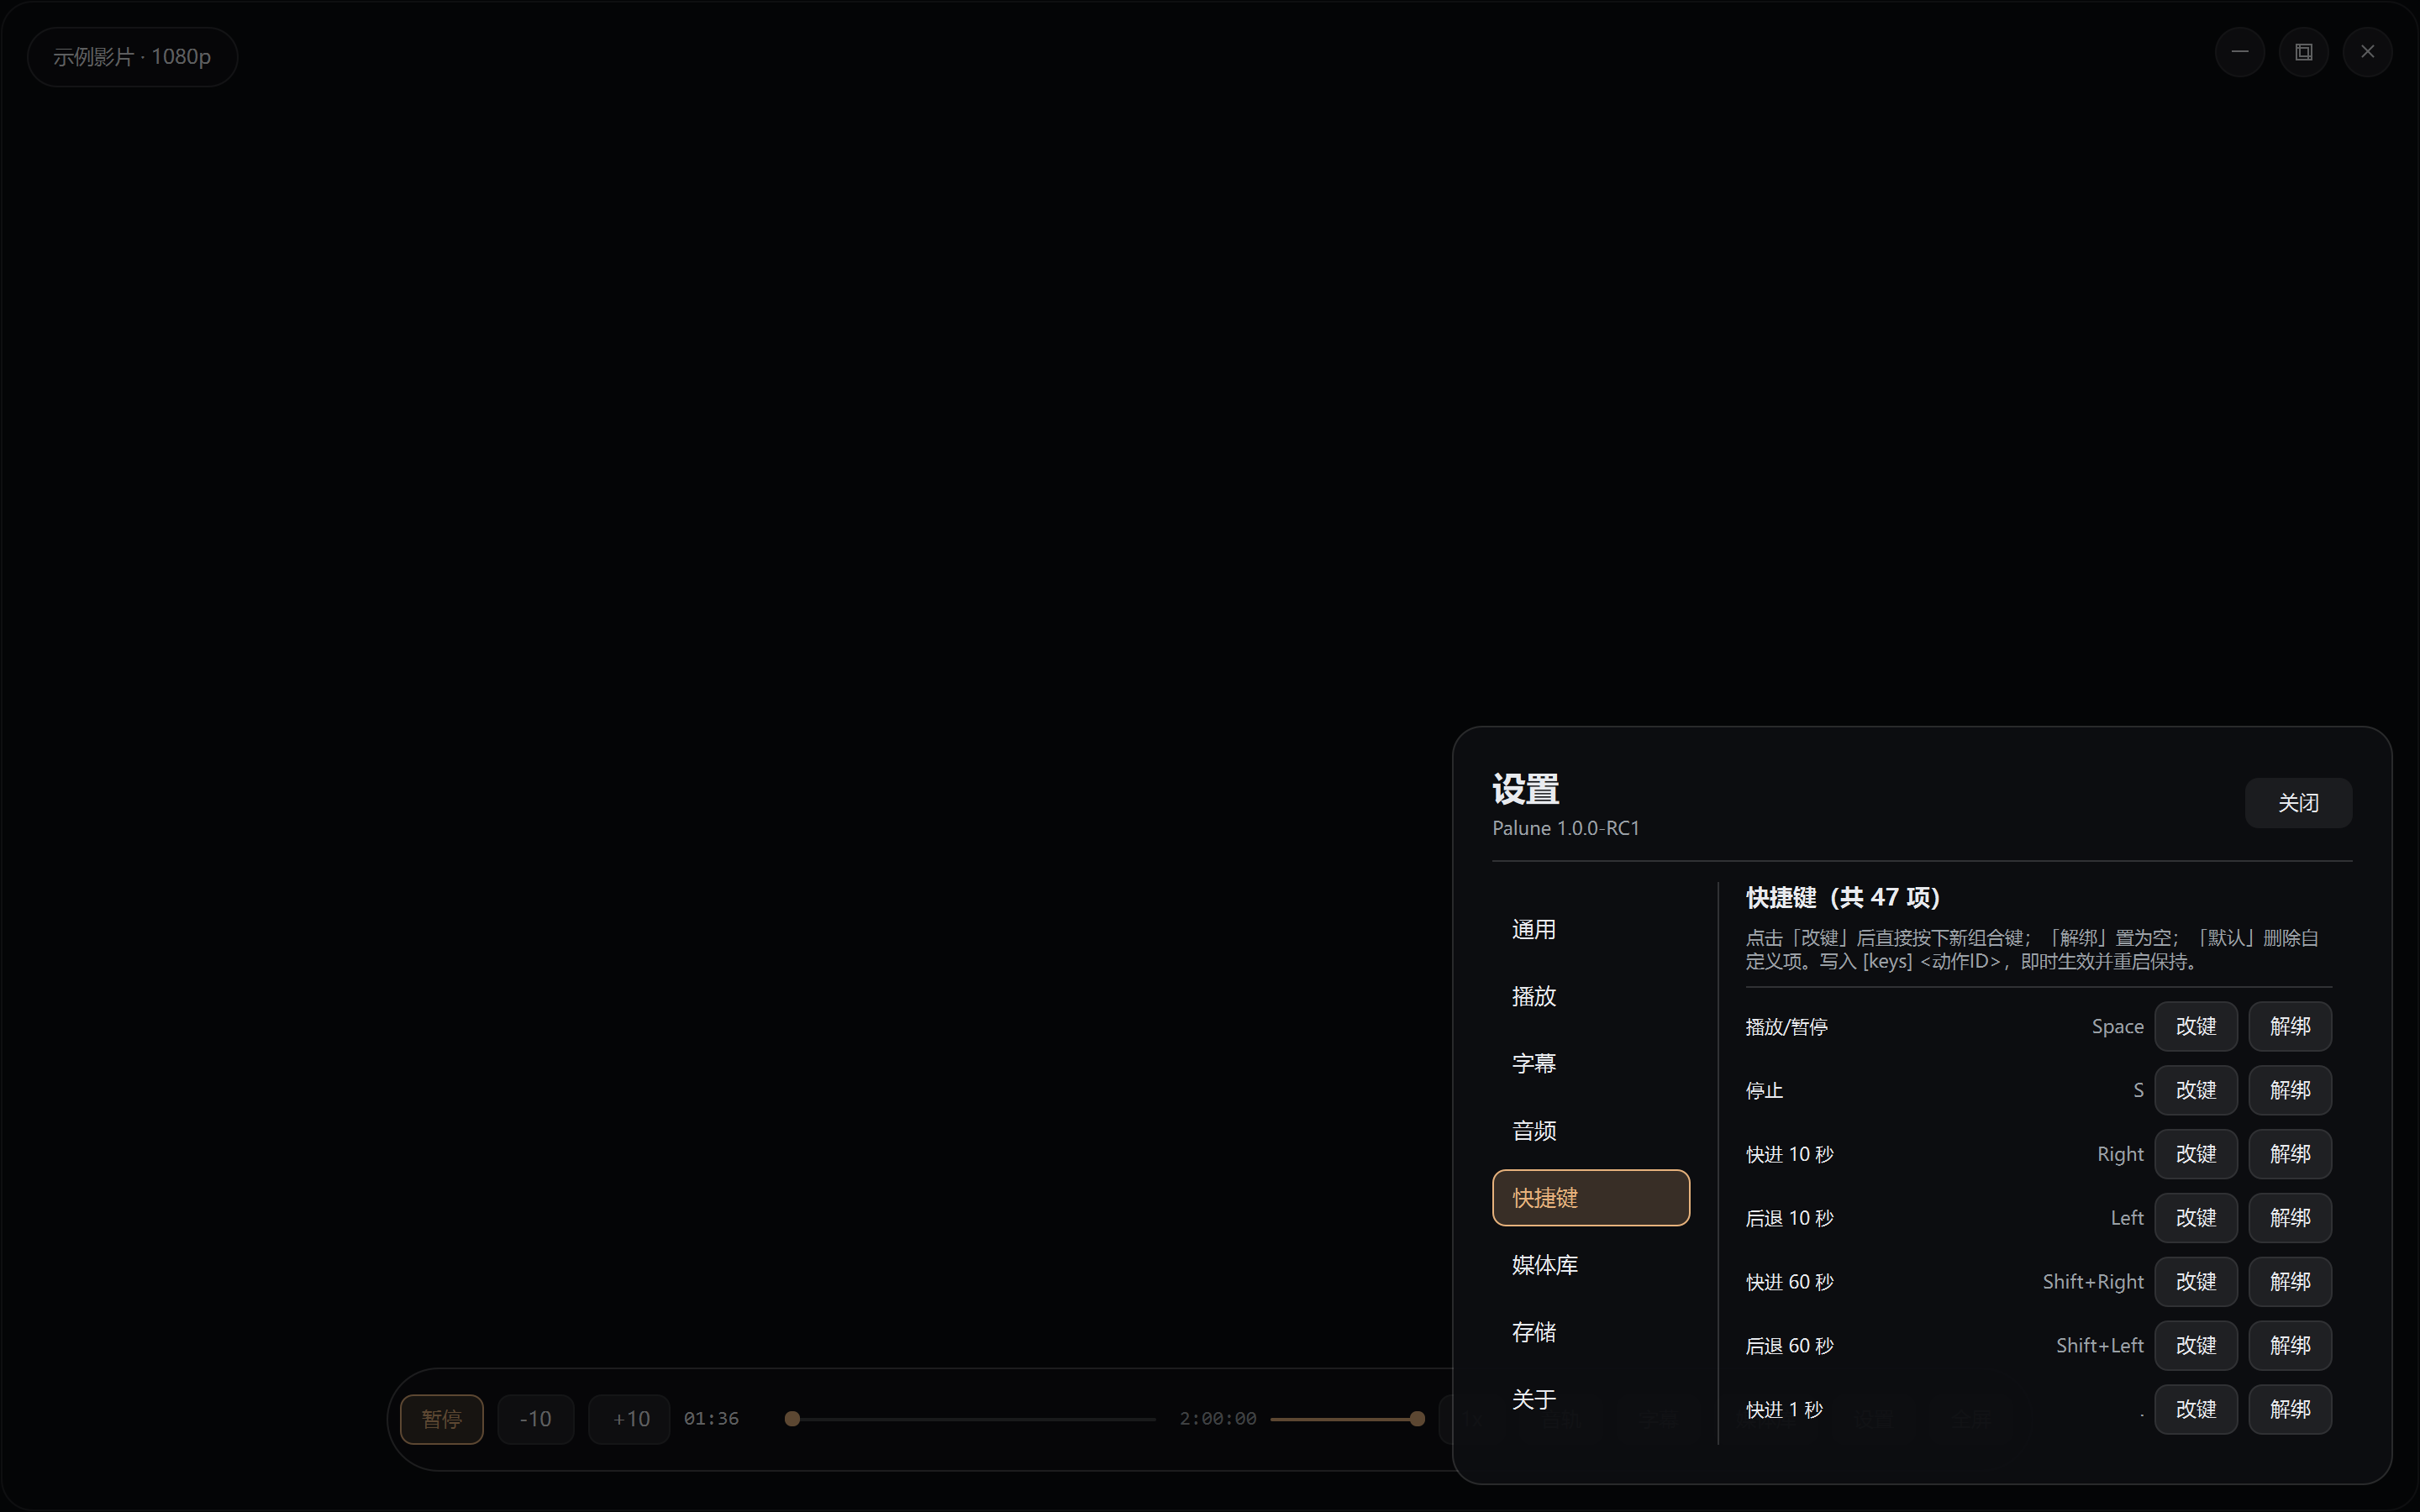 示例影片 · 1080p
设置
Palune 1.0.0-RC1
关闭
通用
播放
字幕
音频
快捷键
媒体库
存储
关于
快捷键（共 47 项）
点击「改键」后直接按下新组合键；「解绑」置为空；「默认」删除自
定义项。写入 [keys] <动作ID>，即时生效并重启保持。
播放/暂停 Space 改键 解绑
停止 S 改键 解绑
快进 10 秒 Right 改键 解绑
后退 10 秒 Left 改键 解绑
快进 60 秒 Shift+Right 改键 解绑
后退 60 秒 Shift+Left 改键 解绑
快进 1 秒 . 改键 解绑
暂停 -10 +10 01:36 2:00:00